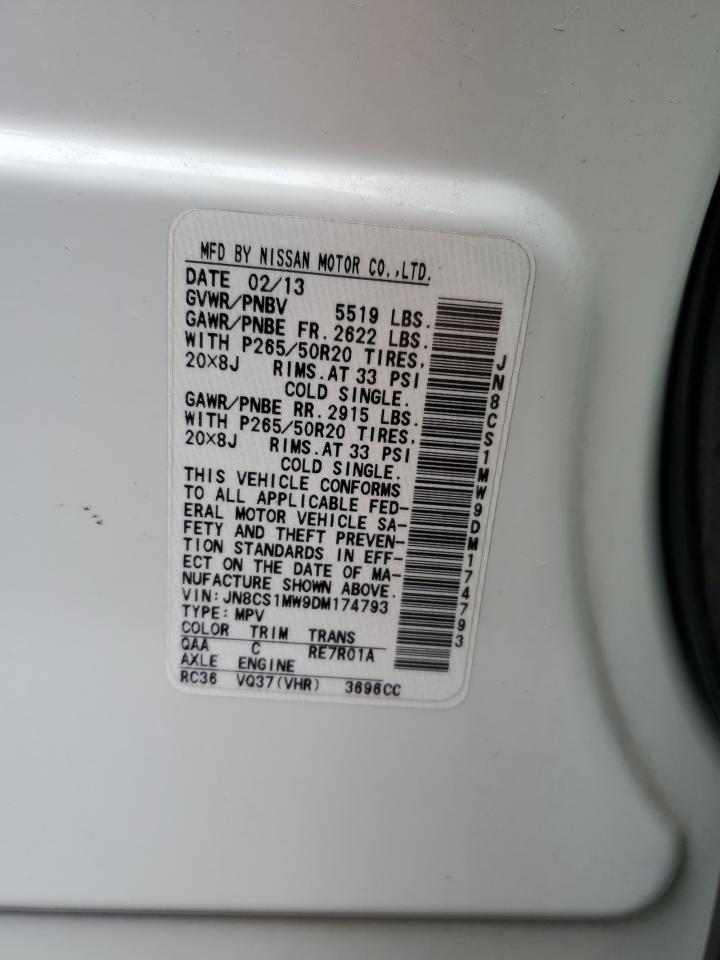 MFD BY NISSAN MOTOR CO.,LTD.
DATE 02/13
GVWR/PNBV 5519 LBS.
GAWR/PNBE FR. 2622 LBS.
WITH P265/50R20 TIRES,
20×8J RIMS.AT 33 PSI
COLD SINGLE.
GAWR/PNBE RR. 2915 LBS.
WITH P265/50R20 TIRES,
20×8J RIMS.AT 33 PSI
COLD SINGLE.
THIS VEHICLE CONFORMS
TO ALL APPLICABLE FED-
ERAL MOTOR VEHICLE SA-
FETY AND THEFT PREVEN-
TION STANDARDS IN EFF-
ECT ON THE DATE OF MA-
NUFACTURE SHOWN ABOVE.
VIN: JN8CS1MW9DM174793
TYPE: MPV
COLOR TRIM TRANS
QAA C RE7R01A
AXLE ENGINE
RC36 VQ37(VHR) 3696CC
JN8CS1MW9DM174793